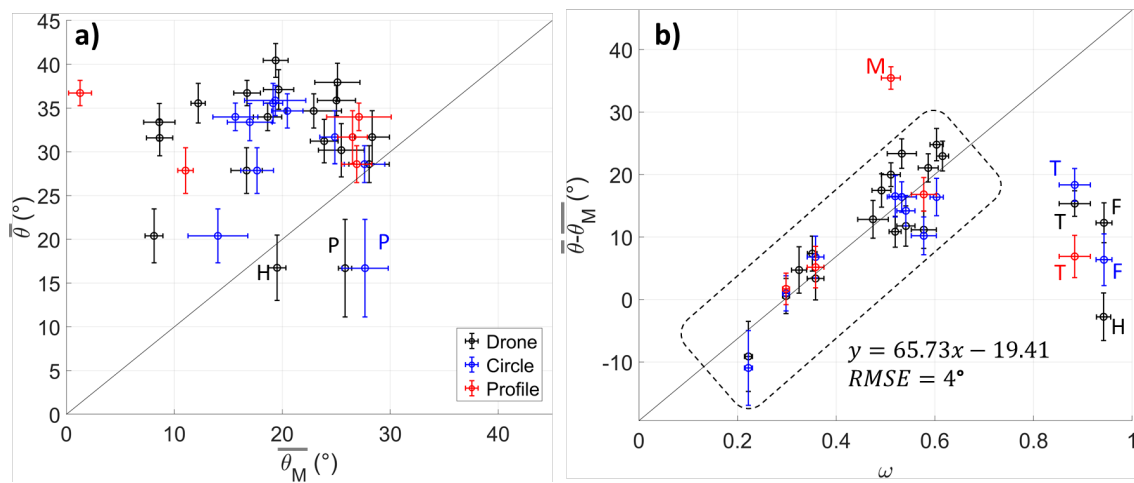 a)
45
40
35
30
25
20
15
10
5
0
θ̄ (°)
0 10 20 30 40
θ_M (°)
H
P
P
Drone
Circle
Profile
b)
40
30
20
10
0
-10
θ̄-θ_M (°)
0 0.2 0.4 0.6 0.8 1
ω
M
T
T
T
F
F
H
y = 65.73x − 19.41
RMSE = 4°